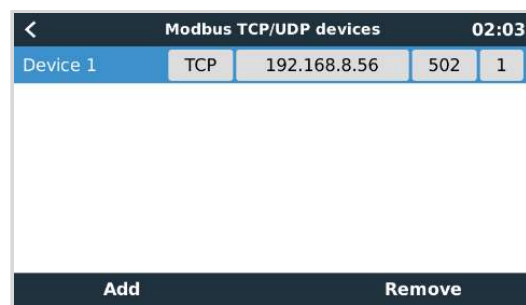 Modbus TCP/UDP devices 02:03
Device 1 TCP 192.168.8.56 502 1
Add Remove